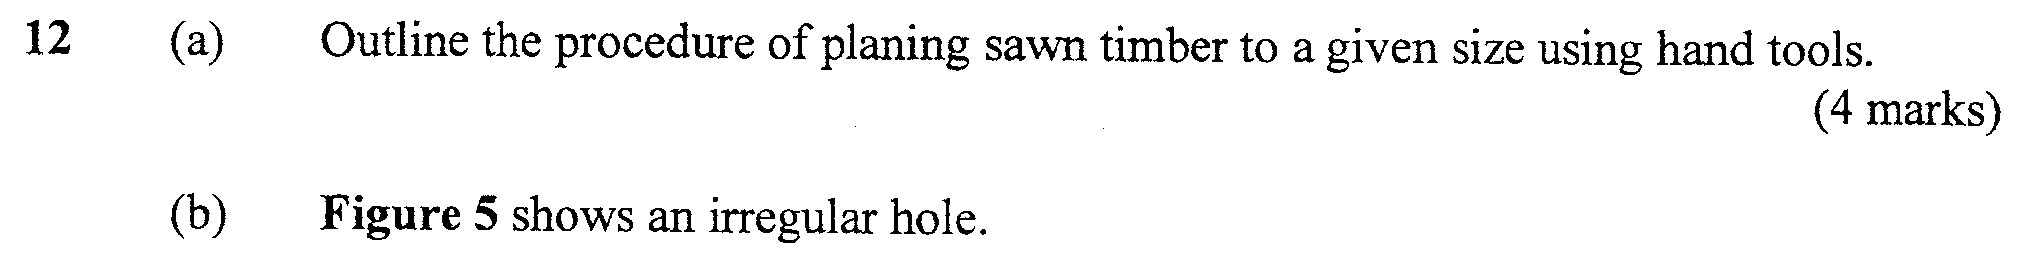 12 (a) Outline the procedure of planing sawn timber to a given size using hand tools.
(4 marks)
(b) Figure 5 shows an irregular hole.